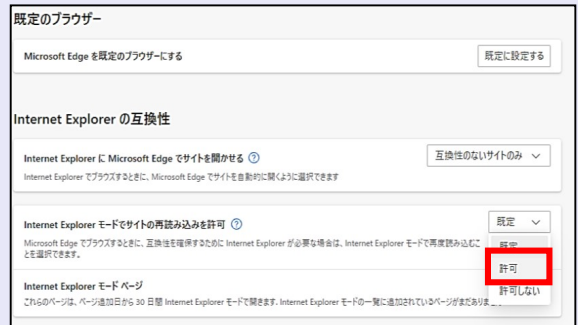 既定のブラウザー
Microsoft Edge を既定のブラウザーにする
既定に設定する
Internet Explorer の互換性
Internet Explorer に Microsoft Edge でサイトを開かせる ?
互換性のないサイトのみ
Internet Explorer でブラウズするときに、Microsoft Edge でサイトを自動的に開くように選択できます
Internet Explorer モードでサイトの再読み込みを許可 ?
既定
Microsoft Edge でブラウズするときに、互換性を確保するために Internet Explorer が必要な場合は、Internet Explorer モードで再度読み込むこ
とを選択できます。
既定
許可
許可しない
Internet Explorer モード ページ
これらのページは、ページ追加日から 30 日間 Internet Explorer モードで開きます. Internet Explorer モードの一覧に追加されているページがまだありま